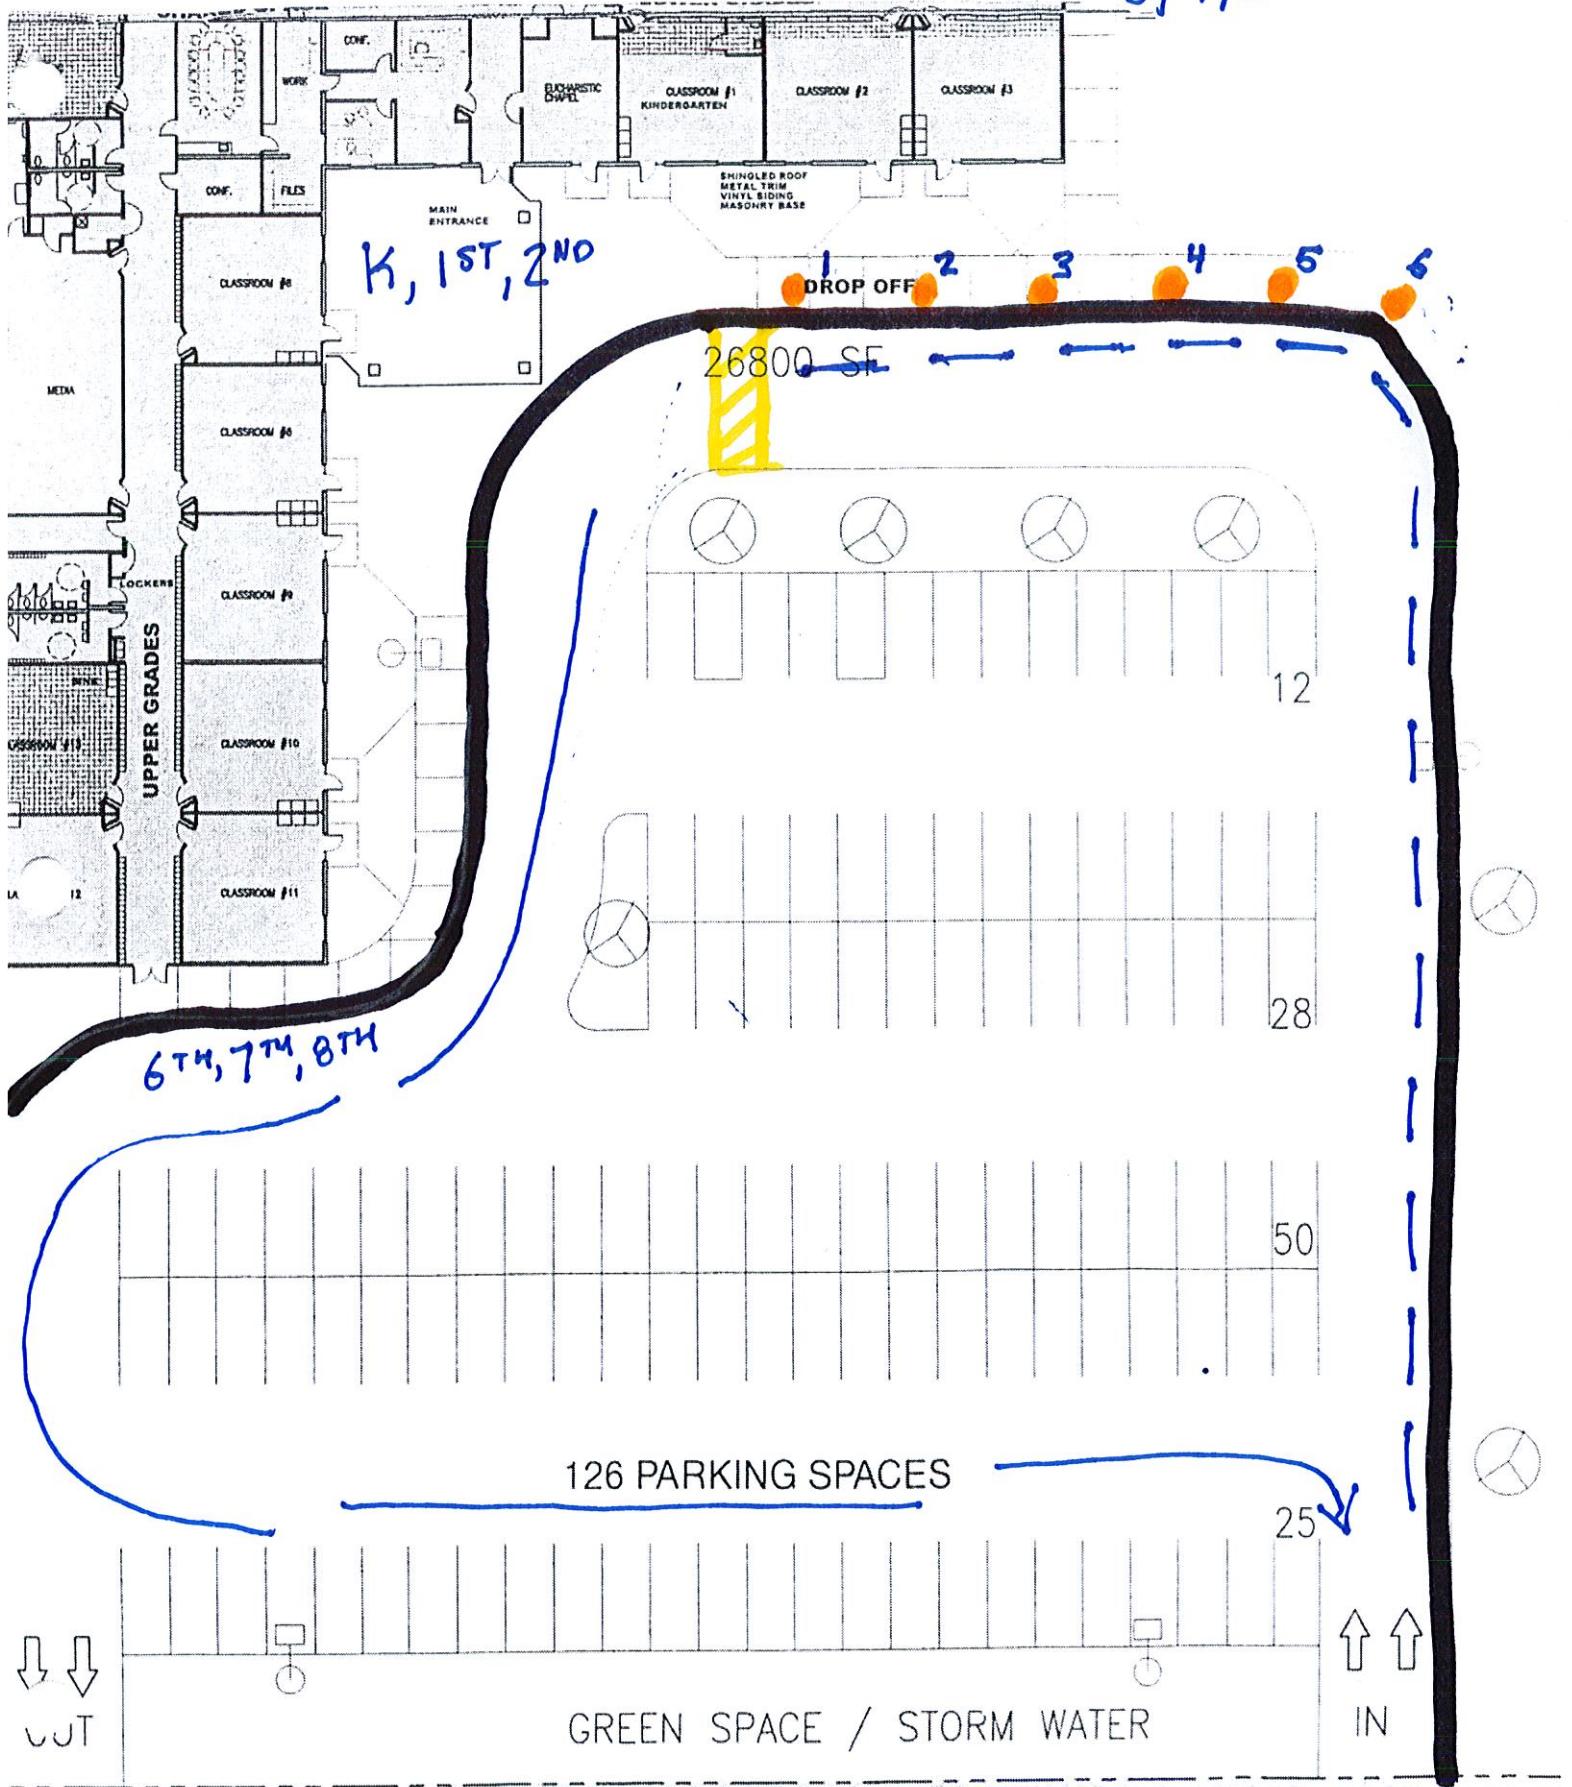 CONF.
WORK
EUCHARISTIC
CHAPEL
CLASSROOM #1
KINDERGARTEN
CLASSROOM #2
CLASSROOM #3
CONF.
FILES
SHINGLED ROOF
METAL TRIM
VINYL SIDING
MASONRY BASE
MAIN
ENTRANCE
K, 1ST, 2ND
1 2 3 4 5 6
DROP OFF
26800 SF
MEDIA
CLASSROOM #8
CLASSROOM #9
LOCKERS
UPPER GRADES
12
CLASSROOM #10
CLASSROOM #11
12
28
6TH, 7TH, 8TH
50
126 PARKING SPACES
25
OUT
GREEN SPACE / STORM WATER
IN